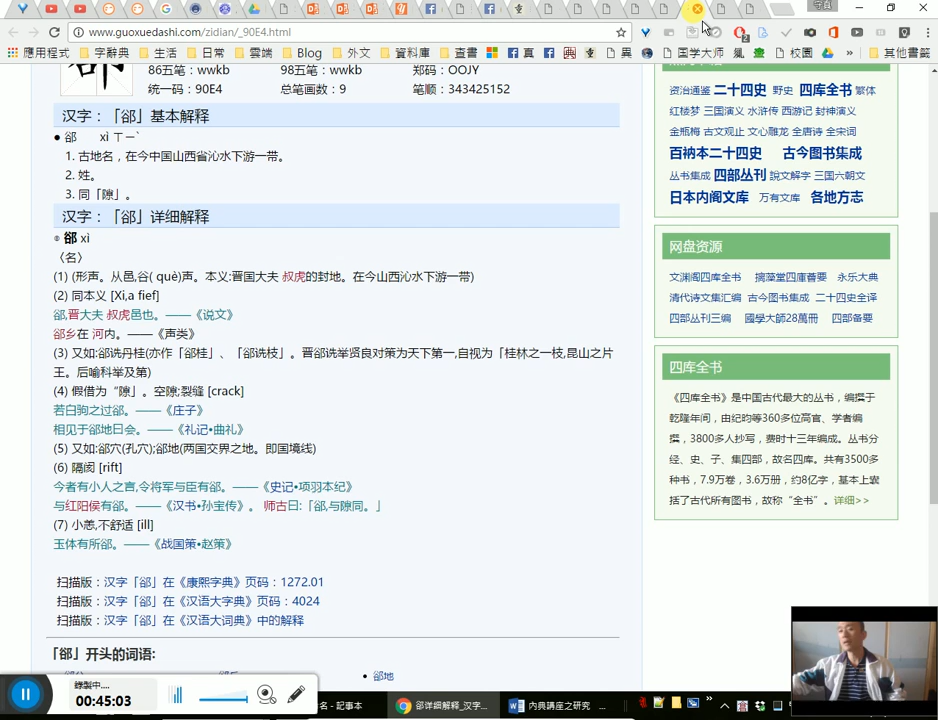 守真
www.guoxuedashi.com/zidian/_90E4.html
應用程式 字辭典 生活 日常 雲端 Blog 外文 資料庫 查書 真 典 異 国学大师 校園 » 其他書籤
86五笔：wwkb 98五笔：wwkb 郑码：OOJY
统一码：90E4 总笔画数：9 笔顺：343425152
汉字：「郤」基本解释
● 郤 xì ㄒㄧˋ
1. 古地名，在今中国山西省沁水下游一带。
2. 姓。
3. 同「隙」。
汉字：「郤」详细解释
郤 xì
〈名〉
(1) (形声。从邑,谷( què)声。本义:晋国大夫 叔虎的封地。在今山西沁水下游一带)
(2) 同本义 [Xi,a fief]
郤,晋大夫 叔虎邑也。——《说文》
郤乡在 河内。——《声类》
(3) 又如:郤选丹桂(亦作「郤桂」、「郤选枝」。晋郤选举贤良对策为天下第一,自视为「桂林之一枝,昆山之片
王。后喻科举及第)
(4) 假借为“隙”。空隙;裂缝 [crack]
若白驹之过郤。——《庄子》
相见于郤地曰会。——《礼记•曲礼》
(5) 又如:郤穴(孔穴);郤地(两国交界之地。即国境线)
(6) 隔阂 [rift]
今者有小人之言,令将军与臣有郤。——《史记•项羽本纪》
与红阳侯有郤。——《汉书•孙宝传》。 师古曰:「郤,与隙同。」
(7) 小恙,不舒适 [ill]
玉体有所郤。——《战国策•赵策》
扫描版：汉字「郤」在《康熙字典》页码：1272.01
扫描版：汉字「郤」在《汉语大字典》页码：4024
扫描版：汉字「郤」在《汉语大词典》中的解释
「郤」开头的词语:
• 郤地
资治通鉴 二十四史 野史 四库全书 繁体
红楼梦 三国演义 水浒传 西游记 封神演义
金瓶梅 古文观止 文心雕龙 全唐诗 全宋词
百衲本二十四史 古今图书集成
丛书集成 四部丛刊 說文解字 三国六朝文
日本内阁文库 万有文库 各地方志
网盘资源
文渊阁四库全书 摛藻堂四庫薈要 永乐大典
清代诗文集汇编 古今图书集成 二十四史全译
四部丛刊三编 國學大師28萬冊 四部备要
四库全书
《四库全书》是中国古代最大的丛书，编撰于
乾隆年间，由纪昀等360多位高官、学者编
撰，3800多人抄写，费时十三年编成。丛书分
经、史、子、集四部，故名四库。共有3500多
种书，7.9万卷，3.6万册，约8亿字，基本上囊
括了古代所有图书，故称“全书”。详细>>
錄製中....
00:45:03
名 - 記事本
郤详细解释_汉字...
内典講座之研究 ...